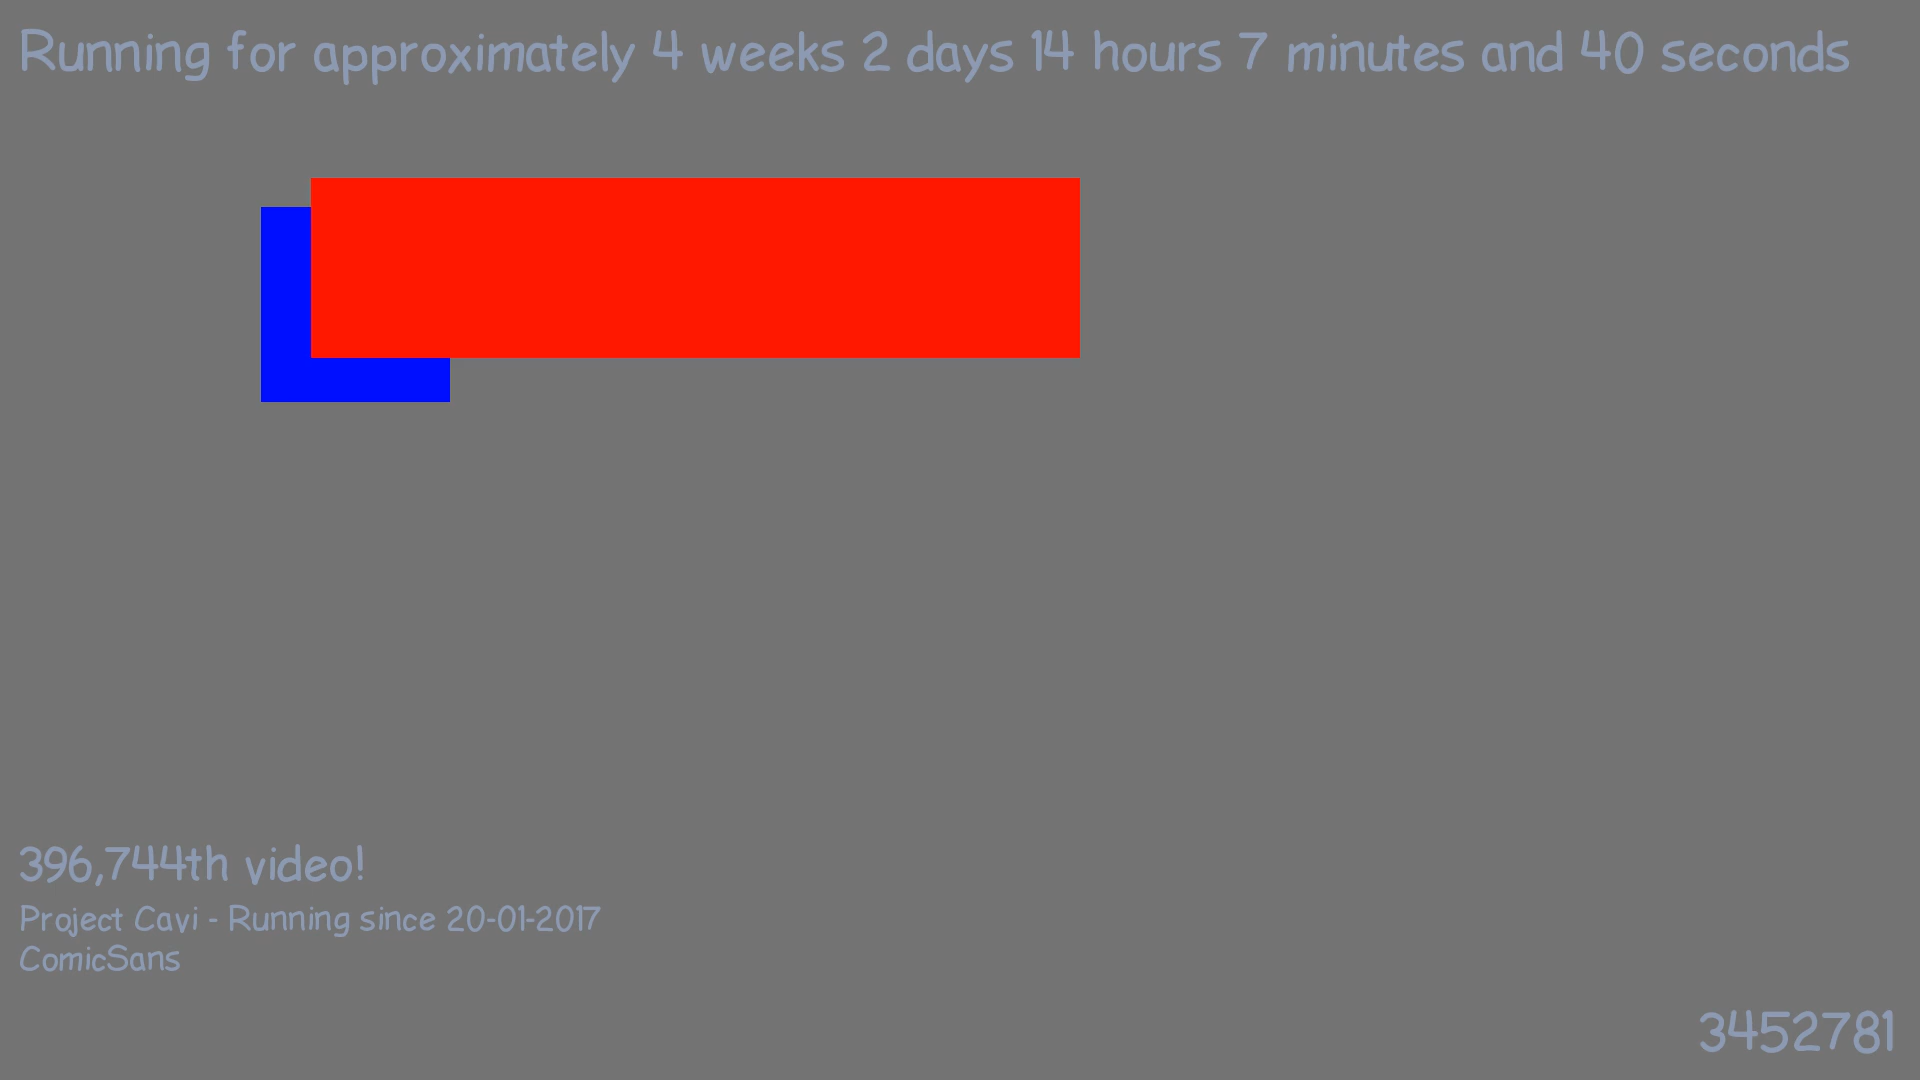 Running for approximately 4 weeks 2 days 14 hours 7 minutes and 40 seconds
396,744th video!
Project Cavi - Running since 20-01-2017
ComicSans
3452781